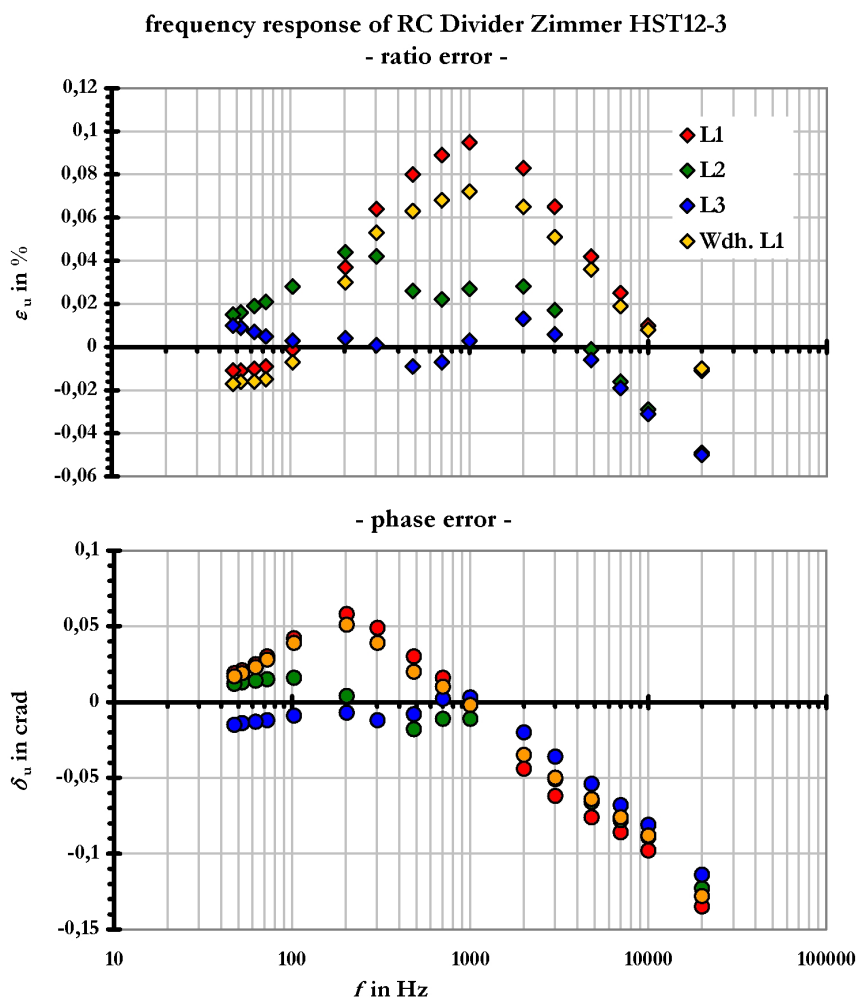 frequency response of RC Divider Zimmer HST12-3
- ratio error -
0,12
0,1
0,08
0,06
0,04
0,02
0
-0,02
-0,04
-0,06
εu in %
L1
L2
L3
Wdh. L1
- phase error -
0,1
0,05
0
-0,05
-0,1
-0,15
δu in crad
10
100
1000
10000
100000
f in Hz